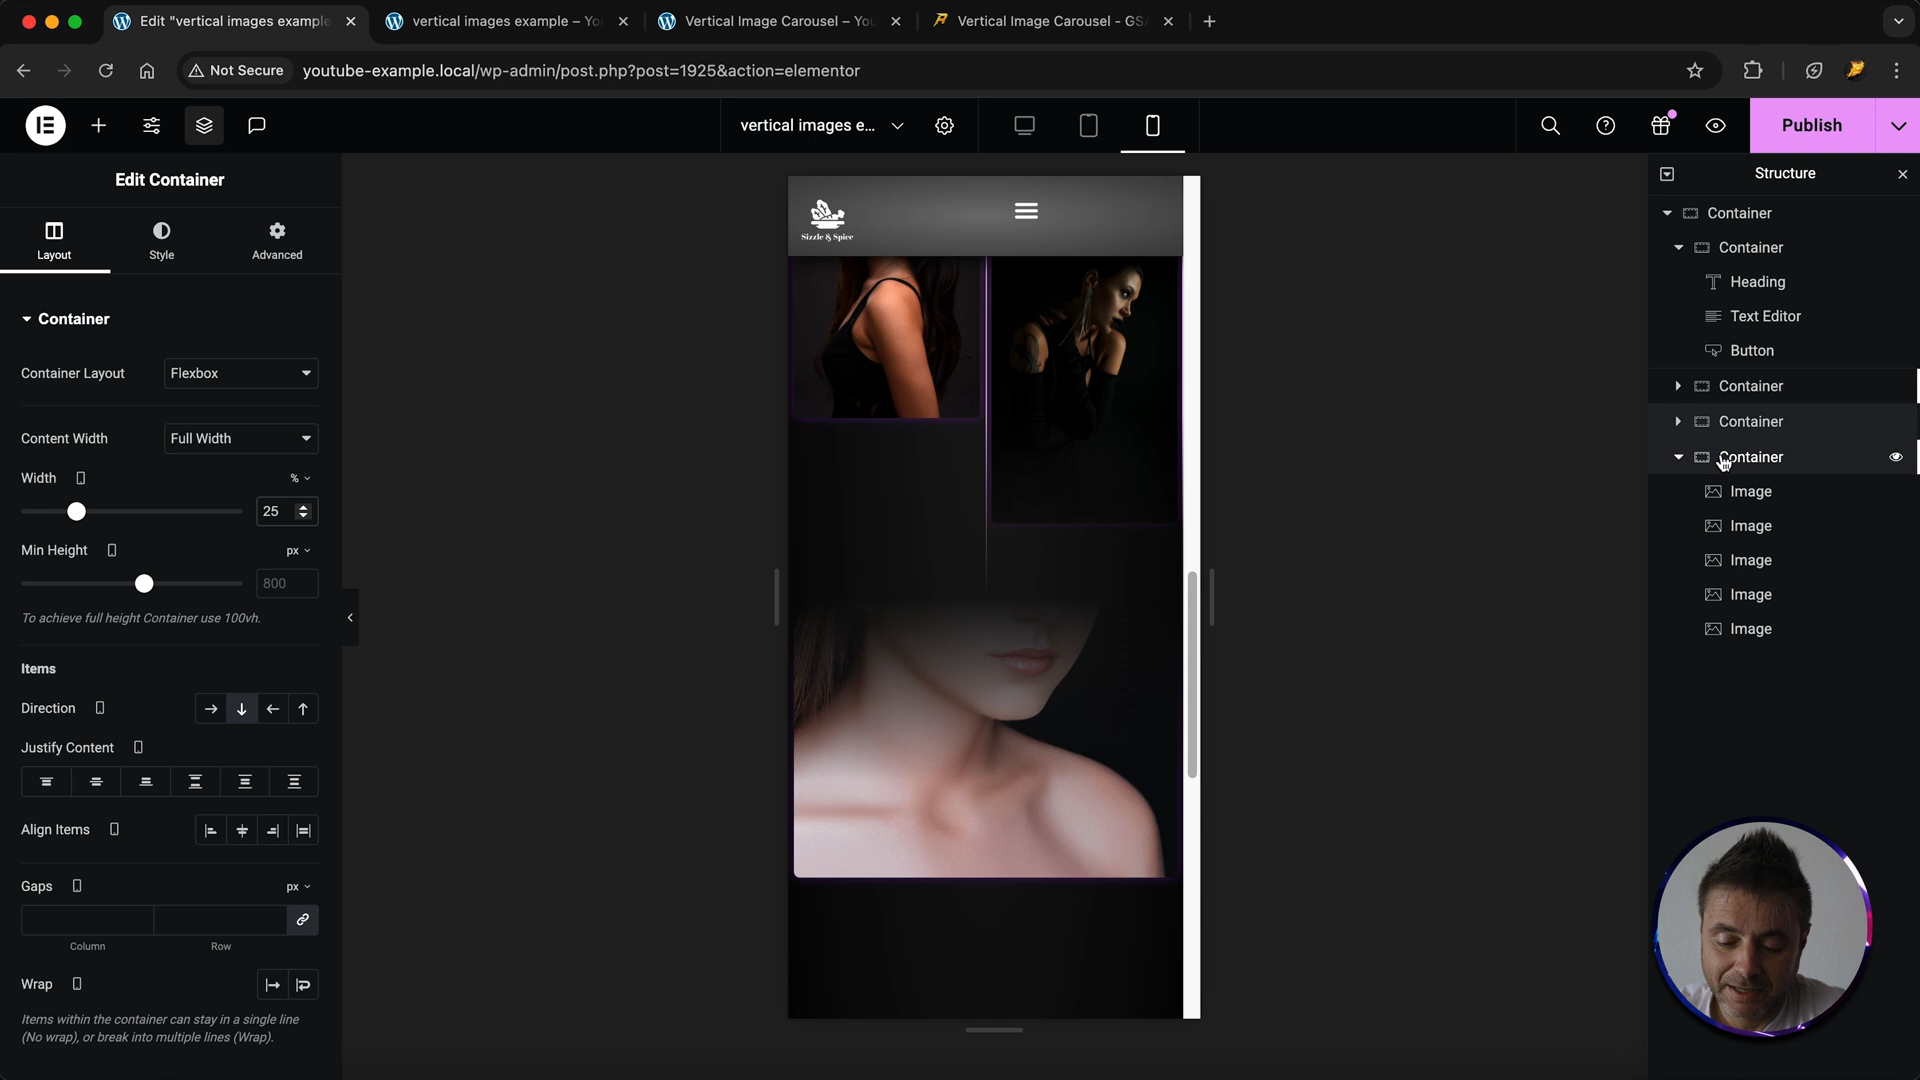 Edit "vertical images example
vertical images example – Yo
Vertical Image Carousel – You
Vertical Image Carousel - GS
Not Secure
youtube-example.local/wp-admin/post.php?post=1925&action=elementor
vertical images e...
Publish
Edit Container
Structure
Layout
Style
Advanced
Container
Container Layout
Flexbox
Content Width
Full Width
Width
%
25
Min Height
px
800
To achieve full height Container use 100vh.
Items
Direction
Justify Content
Align Items
Gaps
px
Column
Row
Wrap
Items within the container can stay in a single line
(No wrap), or break into multiple lines (Wrap).
Sizzle & Spice
Container
Container
Heading
Text Editor
Button
Container
Container
Container
Image
Image
Image
Image
Image